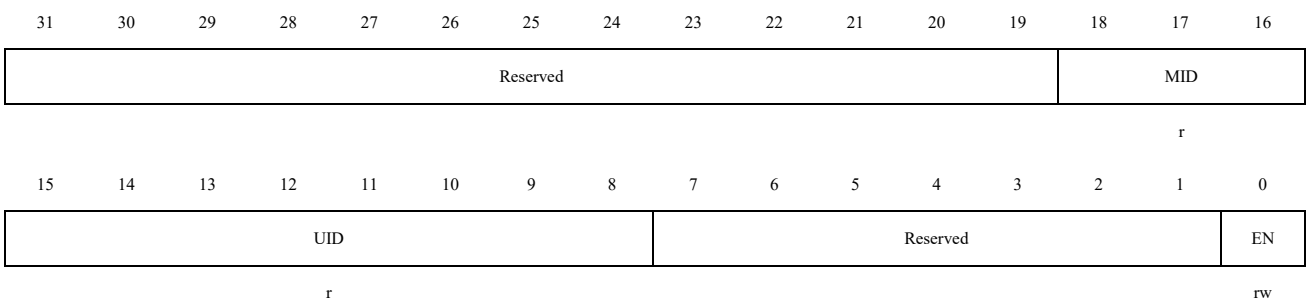 31 30 29 28 27 26 25 24 23 22 21 20 19 18 17 16
Reserved MID
r
15 14 13 12 11 10 9 8 7 6 5 4 3 2 1 0
UID Reserved EN
r rw